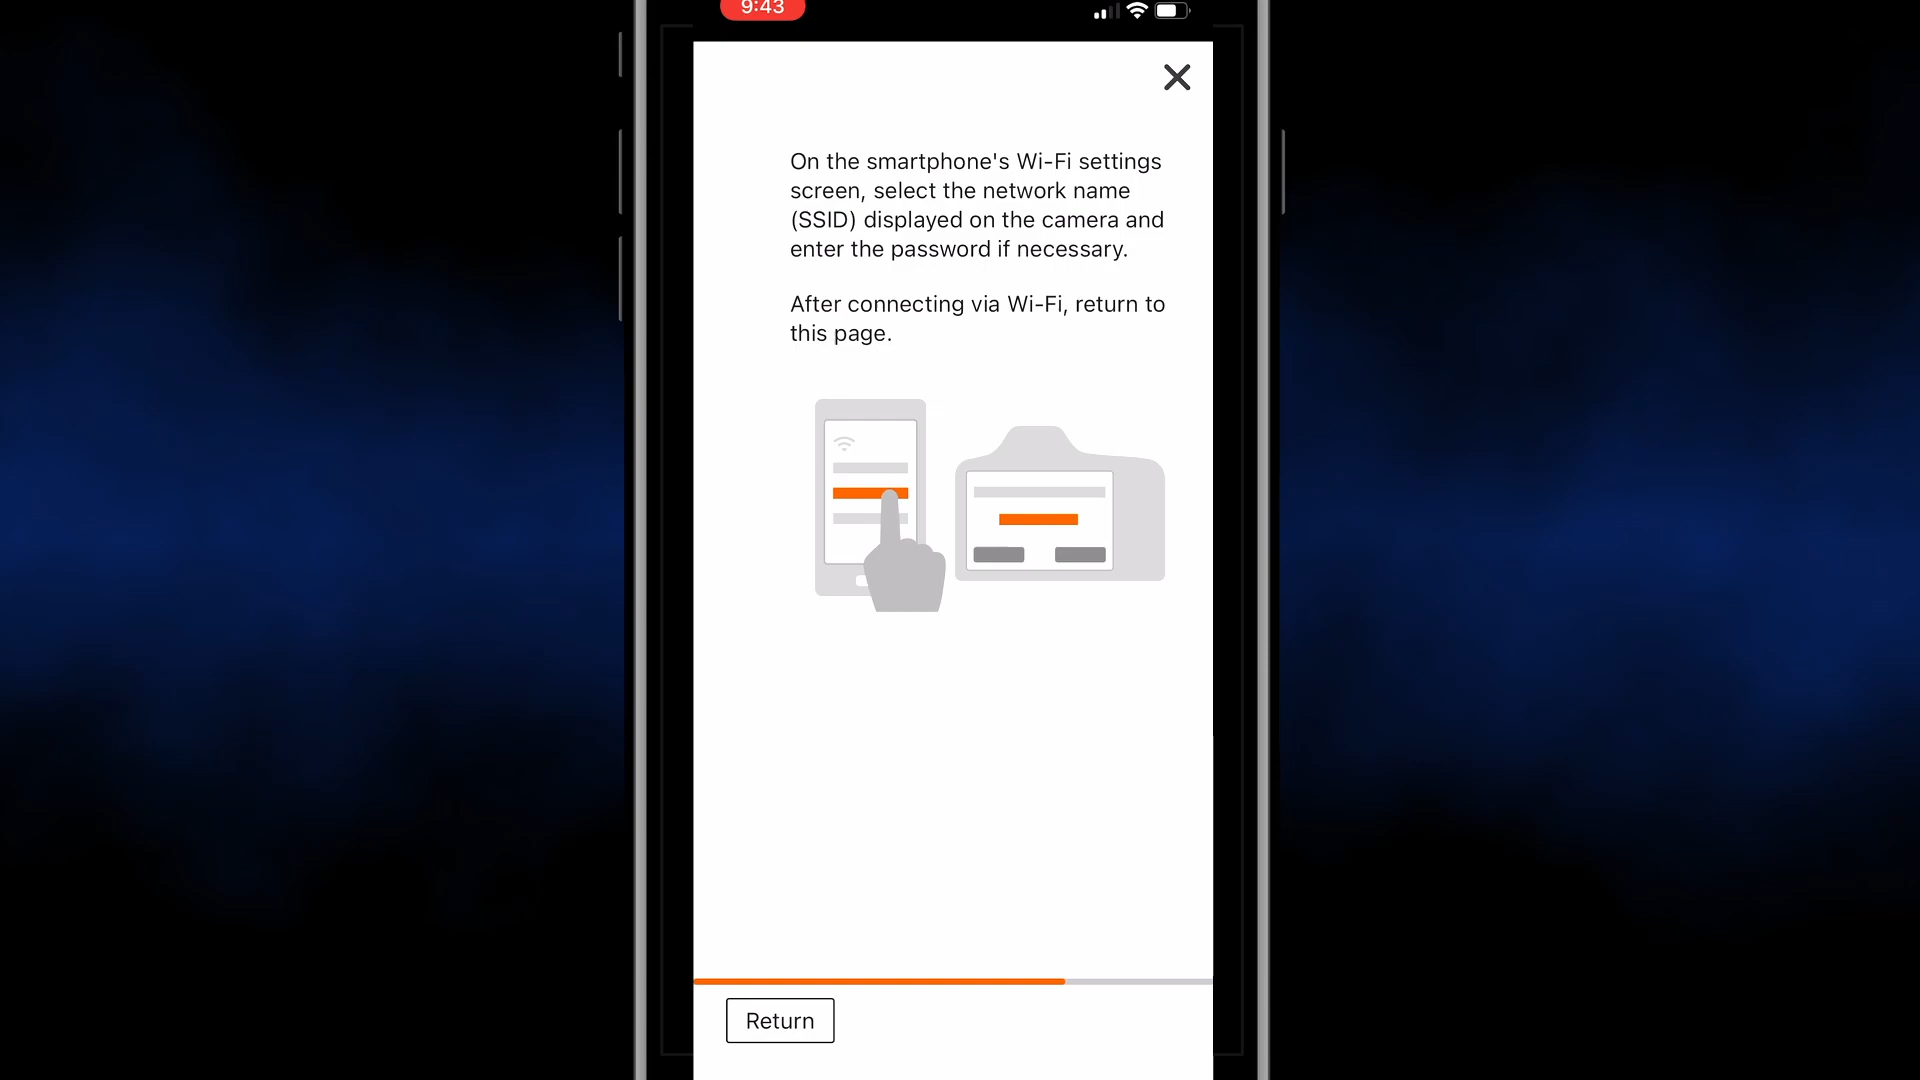 9:43
On the smartphone's Wi-Fi settings
screen, select the network name
(SSID) displayed on the camera and
enter the password if necessary.
After connecting via Wi-Fi, return to
this page.
Return